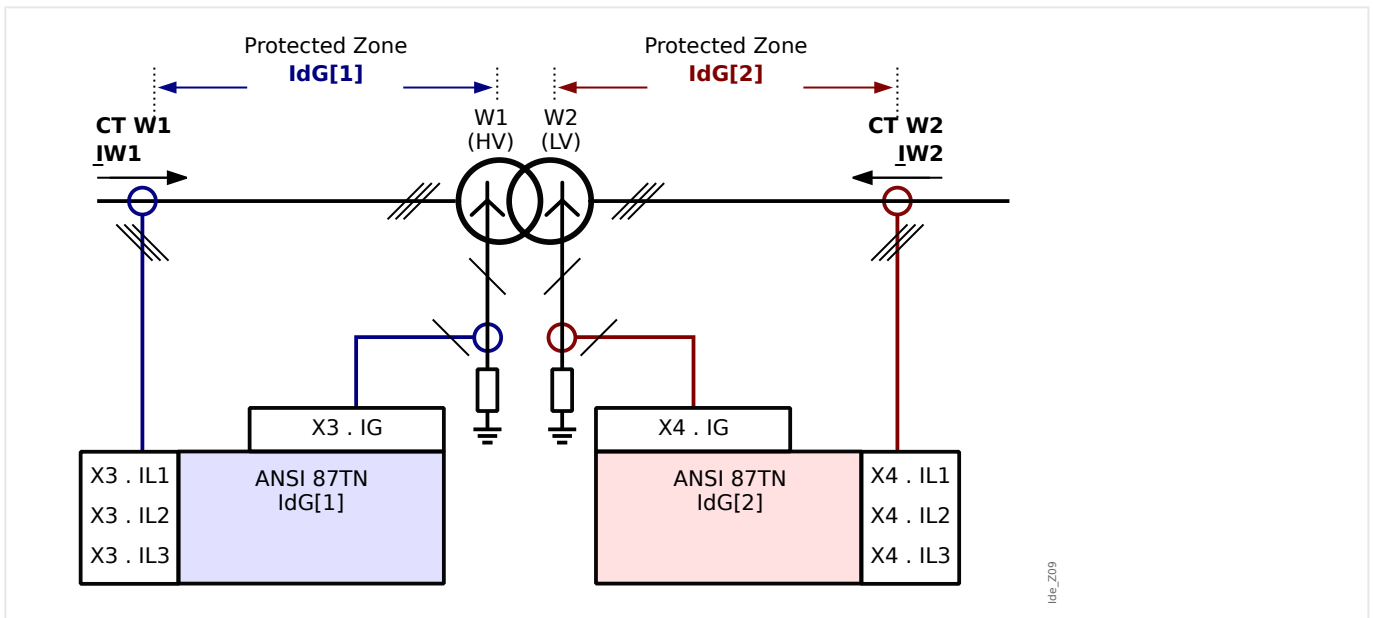 Protected Zone
IdG[1]
Protected Zone
IdG[2]
CT W1
IW1
W1
(HV)
W2
(LV)
CT W2
IW2
X3 . IG
X4 . IG
X3 . IL1
X3 . IL2
X3 . IL3
ANSI 87TN
IdG[1]
ANSI 87TN
IdG[2]
X4 . IL1
X4 . IL2
X4 . IL3
Ide_Z09